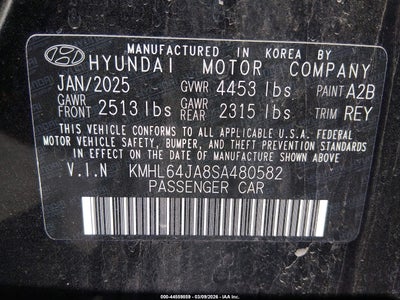 MANUFACTURED IN KOREA BY
HYUNDAI MOTOR COMPANY
JAN/2025 GVWR 4453 lbs PAINT A2B
GAWR FRONT 2513 lbs GAWR REAR 2315 lbs TRIM REY
THIS VEHICLE CONFORMS TO ALL APPLICABLE U.S.A. FEDERAL
MOTOR VEHICLE SAFETY, BUMPER, AND THEFT PREVENTION
STANDARDS IN EFFECT ON THE DATE OF MANUFACTURE SHOWN ABOVE.
V.I.N KMHL64JA8SA480582
PASSENGER CAR
000-44559059 - 03/09/2026 - IAA Inc.